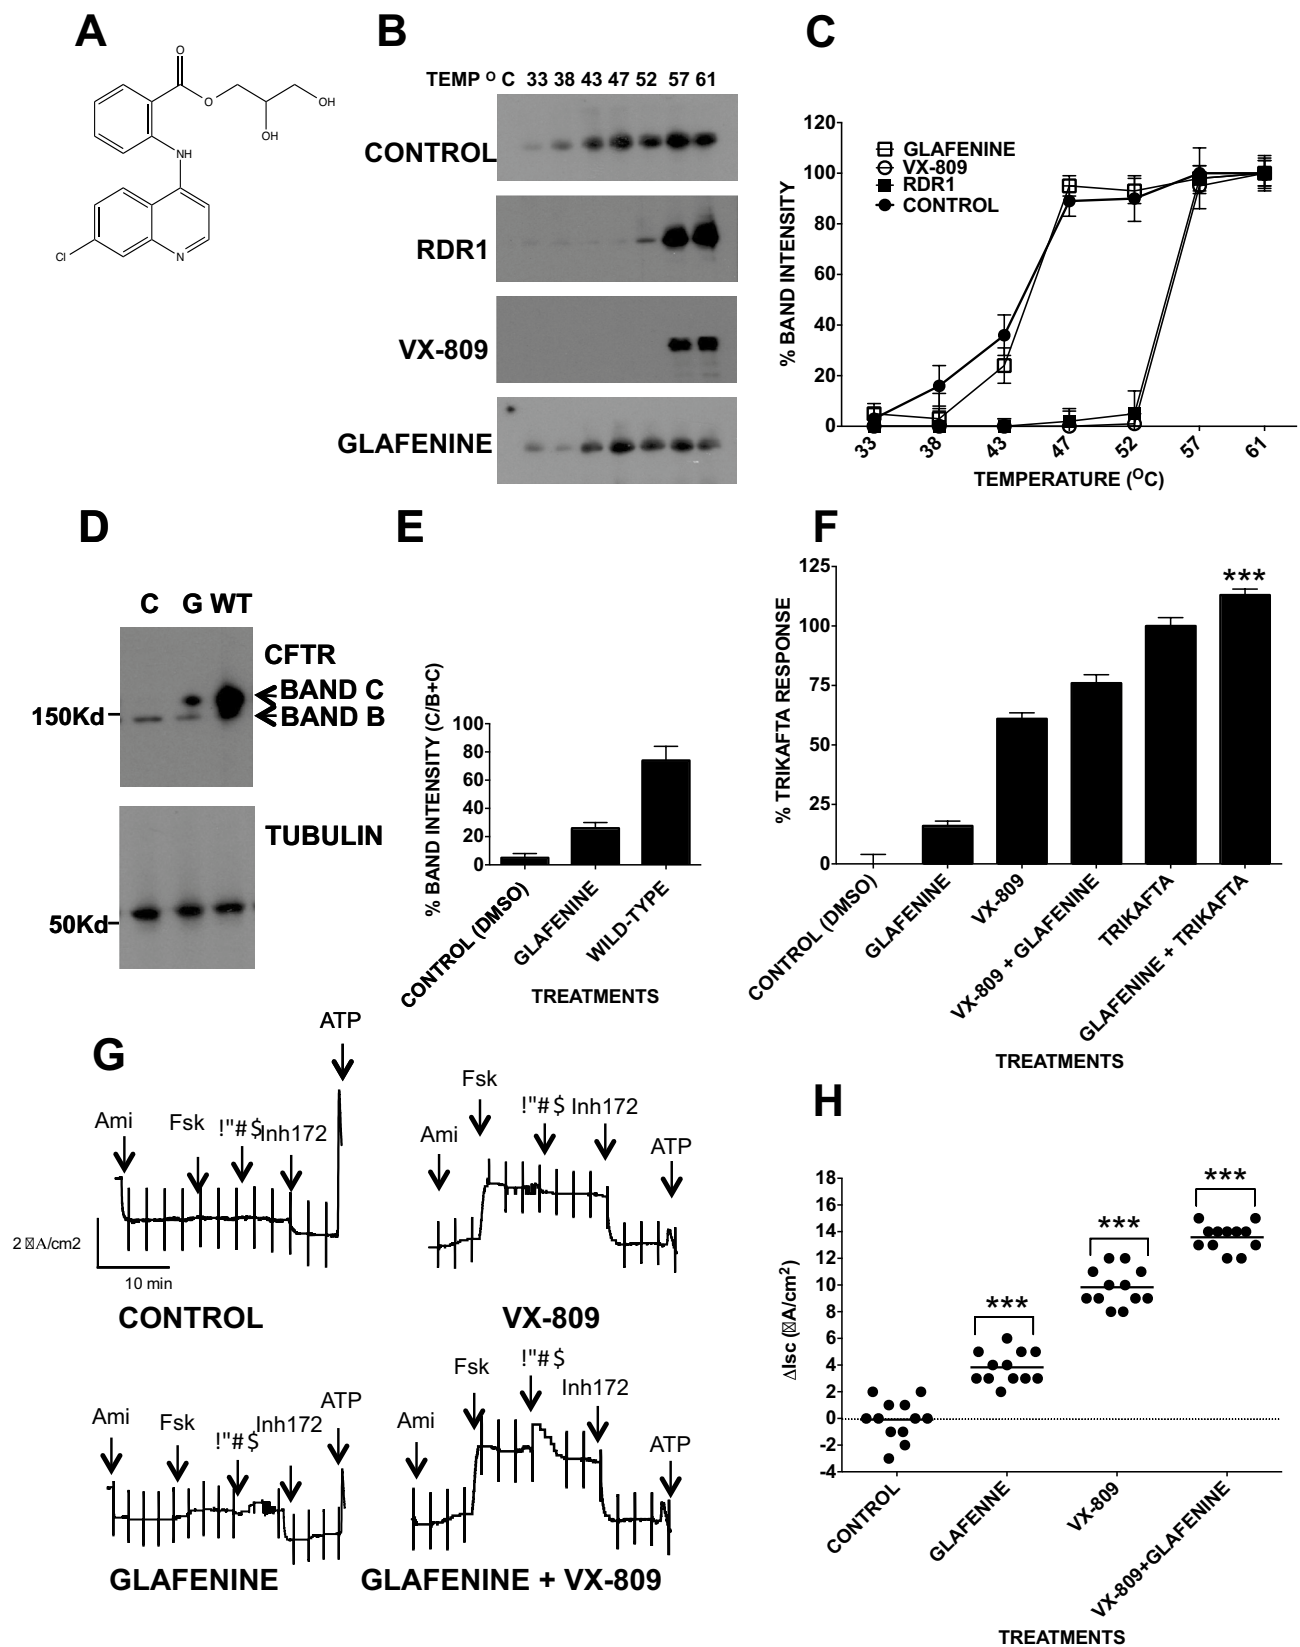 A
O
O
OH
OH
NH
Cl
N
B
TEMP O C 33 38 43 47 52 57 61
CONTROL
RDR1
VX-809
GLAFENINE
C
120
100
80
60
40
20
0
% BAND INTENSITY
GLAFENINE
VX-809
RDR1
CONTROL
33 38 43 47 52 57 61
TEMPERATURE (OC)
D
C G WT
CFTR
BAND C
150Kd
BAND B
TUBULIN
50Kd
E
100
80
60
40
20
0
% BAND INTENSITY (C/B+C)
CONTROL (DMSO)
GLAFENINE
WILD-TYPE
TREATMENTS
F
125
100
75
50
25
0
% TRIKAFTA RESPONSE
***
CONTROL (DMSO)
GLAFENINE
VX-809
VX-809 + GLAFENINE
TRIKAFTA
GLAFENINE + TRIKAFTA
TREATMENTS
G
ATP
Ami
Fsk
!"#$
Inh172
2 A/cm2
10 min
CONTROL
Fsk
!"#$ Inh172
Ami
ATP
VX-809
Ami
Fsk
!"#$
Inh172
ATP
GLAFENINE
Fsk
!"#$
Inh172
Ami
ATP
GLAFENINE + VX-809
H
18
16
14
12
10
8
6
4
2
0
-2
-4
ΔIsc (A/cm2)
***
***
***
CONTROL
GLAFENNE
VX-809
VX-809+GLAFENINE
TREATMENTS